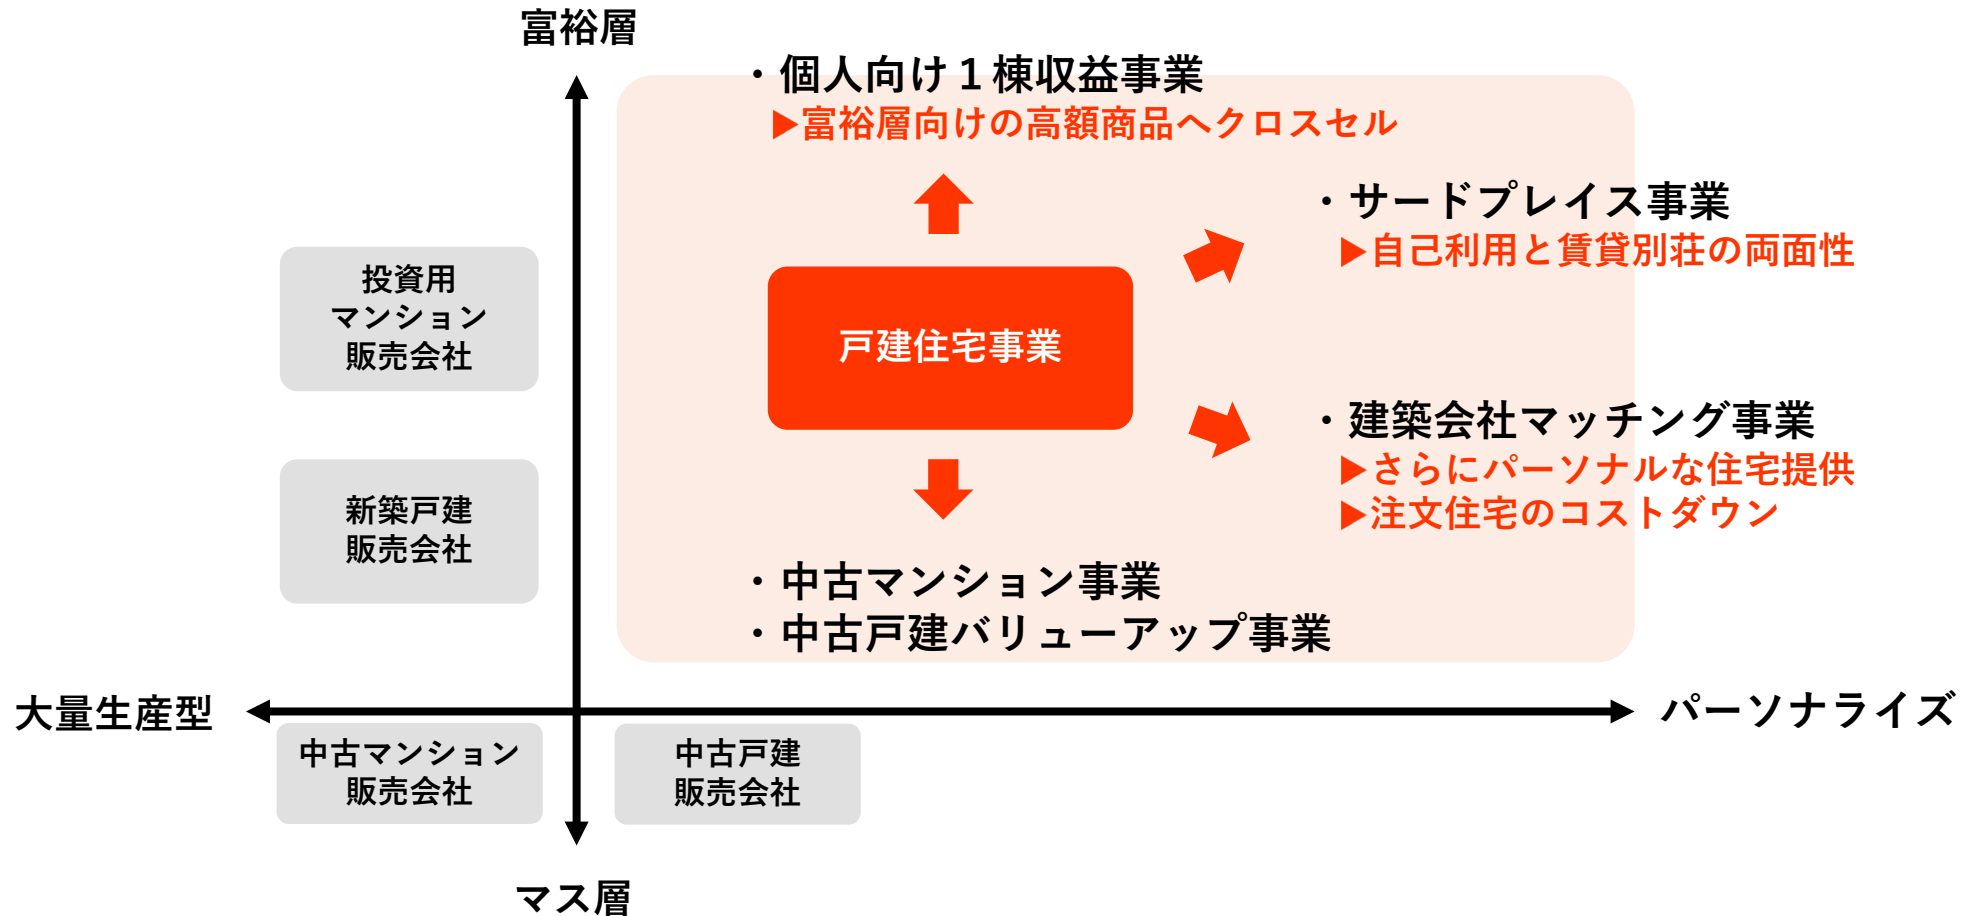 富裕層
・個人向け１棟収益事業
▶富裕層向けの高額商品へクロスセル
・サードプレイス事業
▶自己利用と賃貸別荘の両面性
投資用
マンション
販売会社
戸建住宅事業
・建築会社マッチング事業
▶さらにパーソナルな住宅提供
▶注文住宅のコストダウン
新築戸建
販売会社
・中古マンション事業
・中古戸建バリューアップ事業
大量生産型
パーソナライズ
中古マンション
販売会社
中古戸建
販売会社
マス層